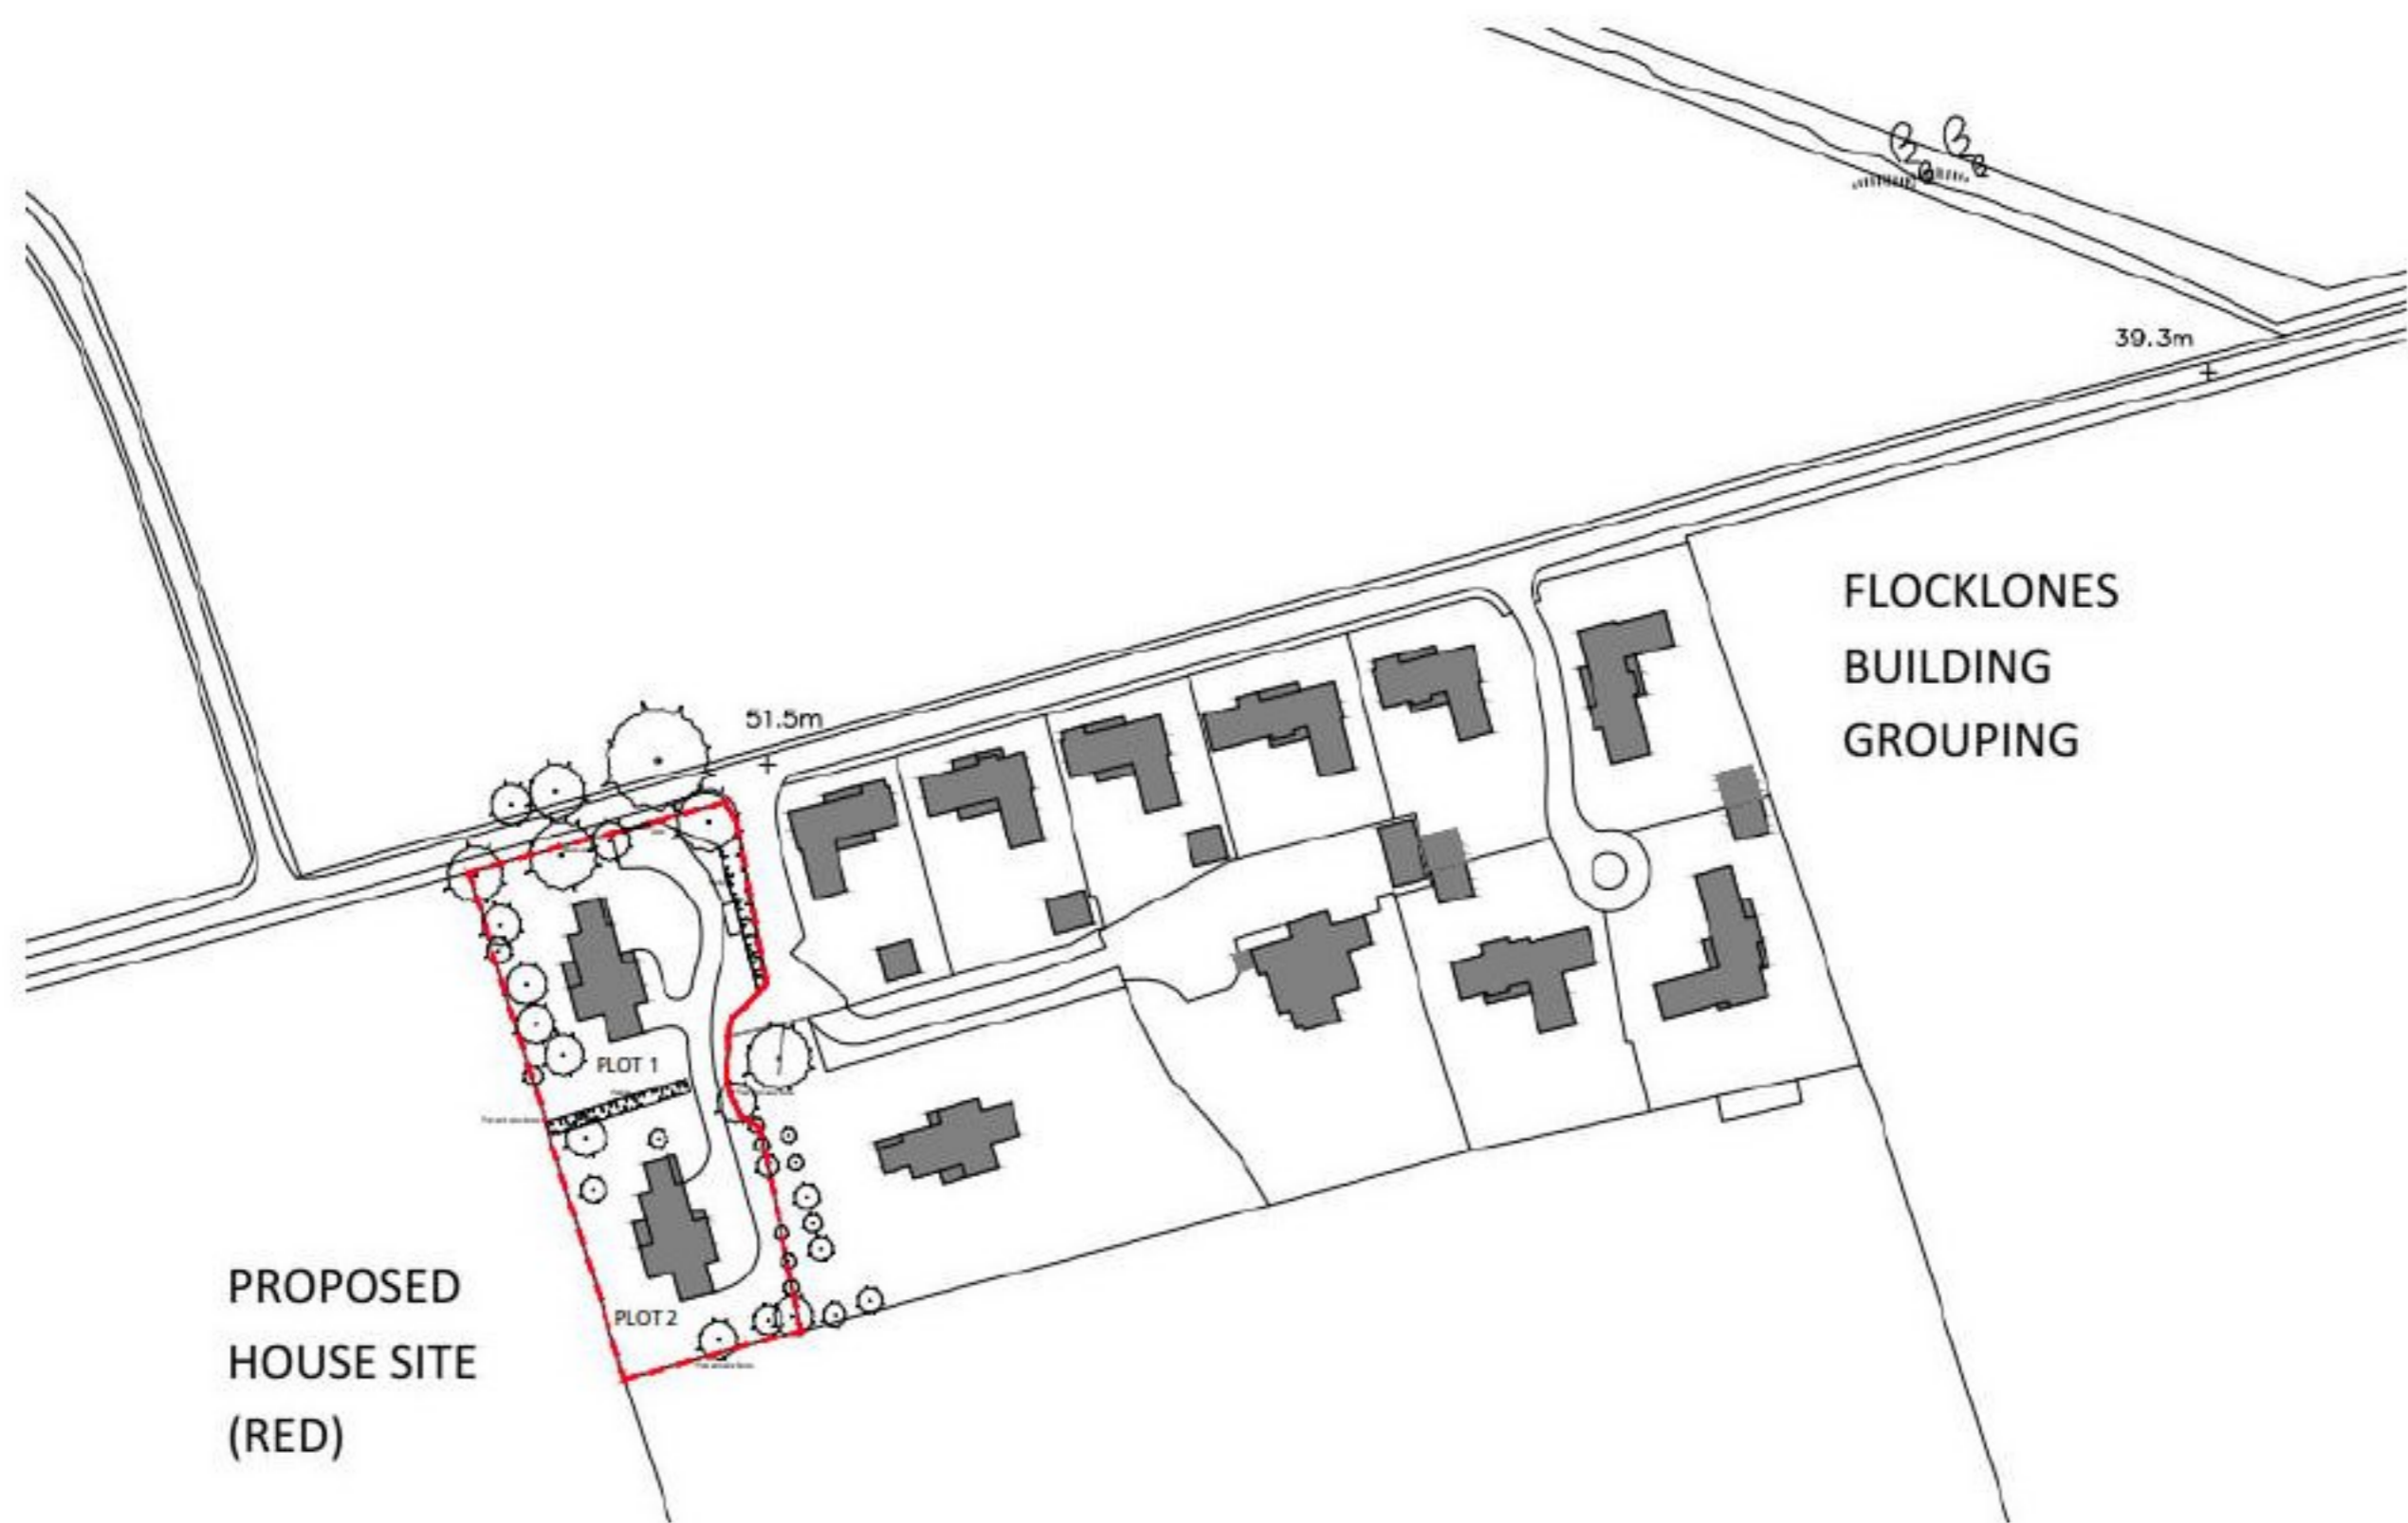 39.3m
FLOCKLONES
BUILDING
GROUPING
51.5m
PLOT 1
PLOT 2
PROPOSED
HOUSE SITE
(RED)